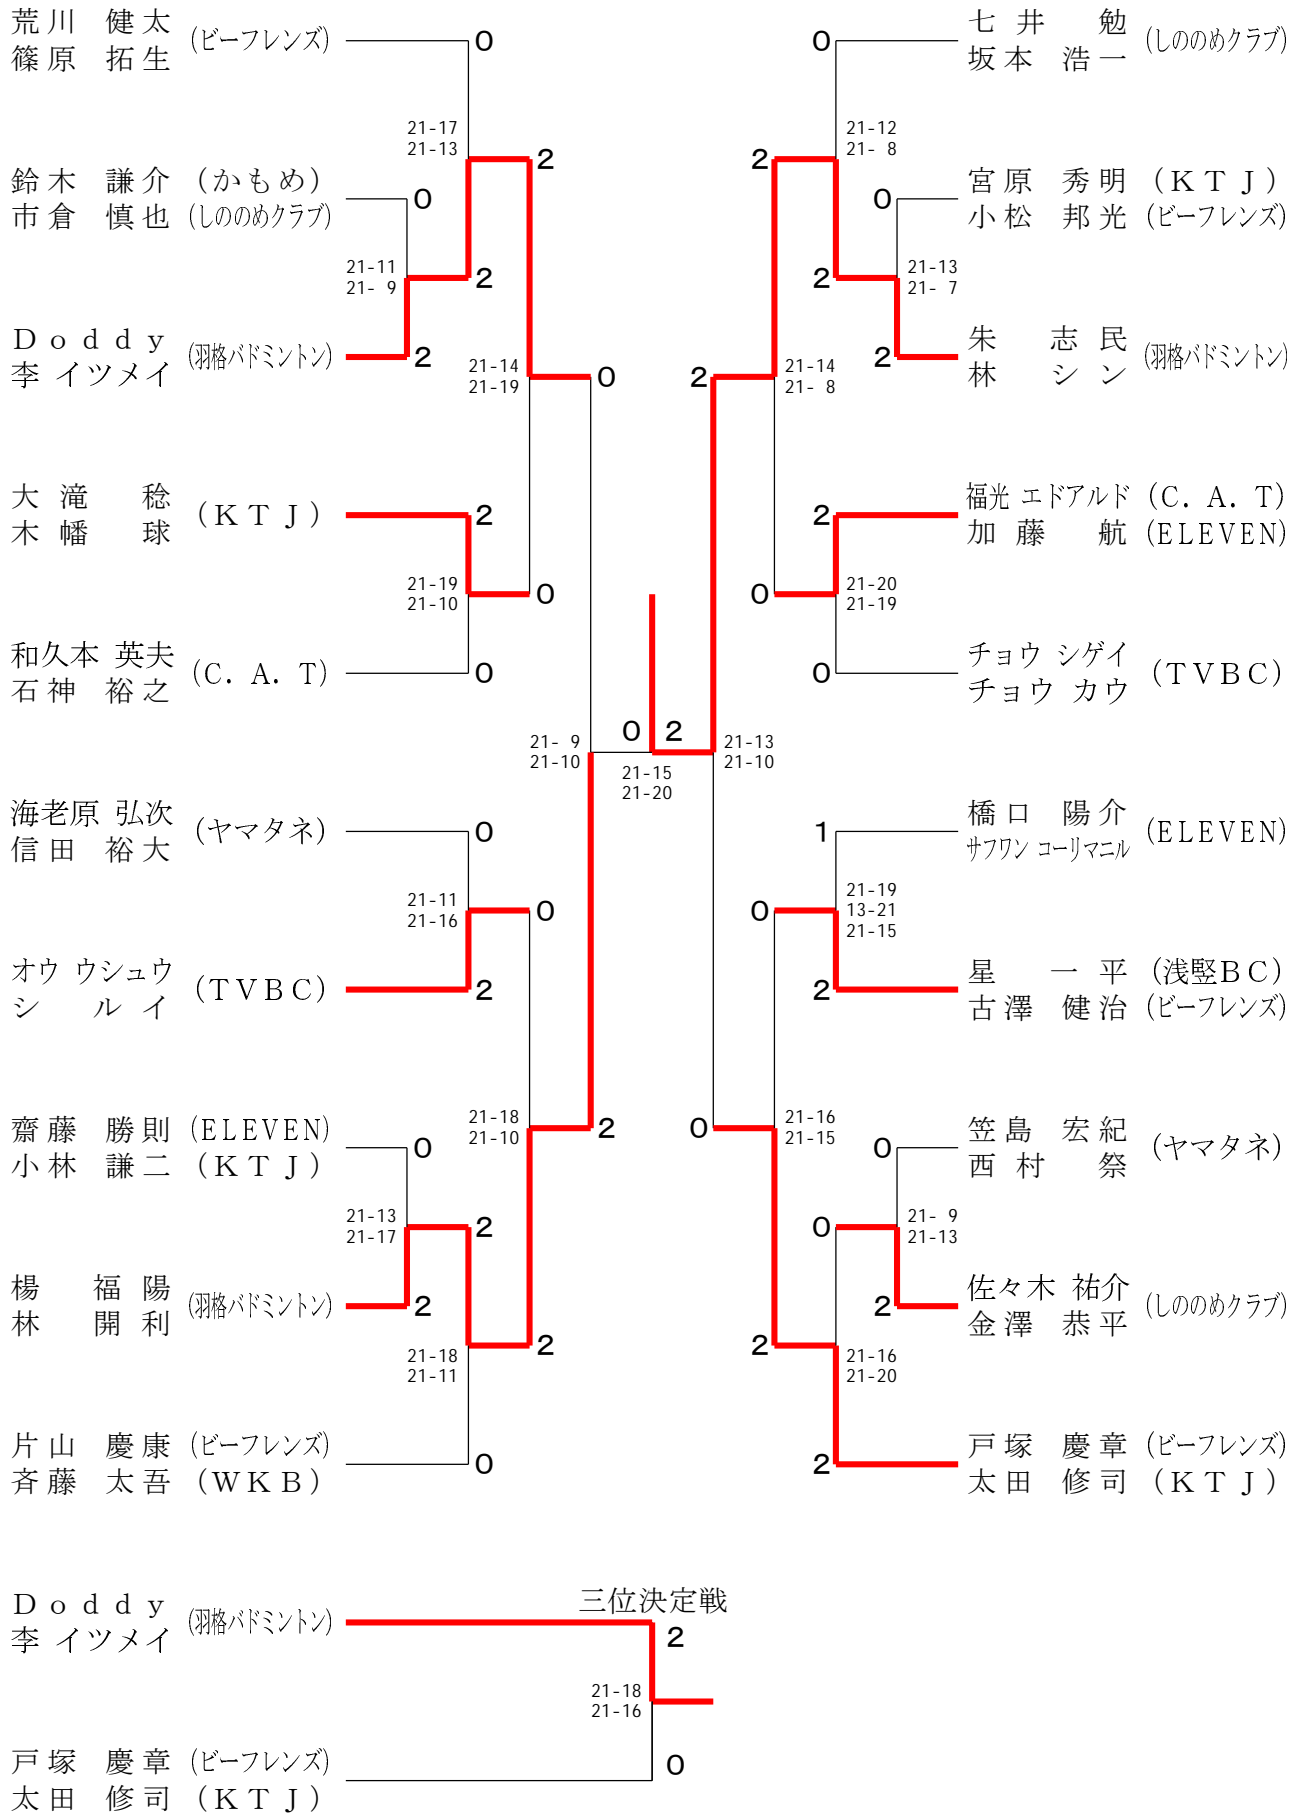 荒川 健太 (ビーフレンズ)
篠原 拓生
0
21-17
21-13
2
鈴木 謙介 (かもめ)
市倉 慎也 (しののめクラブ)
0
21-11
21- 9
2
Doddy (羽格バドミントン)
李 イツメイ
2
21-14
21-19
0
大滝 稔 (KTJ)
木幡 球
2
21-19
21-10
0
和久本 英夫 (C. A. T)
石神 裕之
0
21- 9
21-10
海老原 弘次 (ヤマタネ)
信田 裕大
0
21-11
21-16
0
オウ ウシュウ (TVBC)
シ ルイ
2
齋藤 勝則 (ELEVEN)
小林 謙二 (KTJ)
0
21-18
21-10
2
21-13
21-17
2
楊 福陽 (羽格バドミントン)
林 開利
2
21-18
21-11
2
片山 慶康 (ビーフレンズ)
斉藤 太吾 (WKB)
0
0 2
21-15
21-20
七井 勉 (しののめクラブ)
坂本 浩一
0
21-12
21- 8
2
宮原 秀明 (KTJ)
小松 邦光 (ビーフレンズ)
0
21-13
21- 7
2
朱 志民 (羽格バドミントン)
林 シン
2
21-14
21- 8
2
福光 エドアルド (C. A. T)
加藤 航 (ELEVEN)
2
21-20
21-19
0
チョウ シゲイ (TVBC)
チョウ カウ
0
21-13
21-10
橋口 陽介 (ELEVEN)
サフワン コーリマニル
1
21-19
13-21
21-15
0
星 一平 (浅竪BC)
古澤 健治 (ビーフレンズ)
2
21-16
21-15
0
笠島 宏紀 (ヤマタネ)
西村 祭
0
21- 9
21-13
0
佐々木 祐介 (しののめクラブ)
金澤 恭平
2
21-16
21-20
2
戸塚 慶章 (ビーフレンズ)
太田 修司 (KTJ)
2
三位決定戦
Doddy (羽格バドミントン)
李 イツメイ
2
21-18
21-16
戸塚 慶章 (ビーフレンズ)
太田 修司 (KTJ)
0